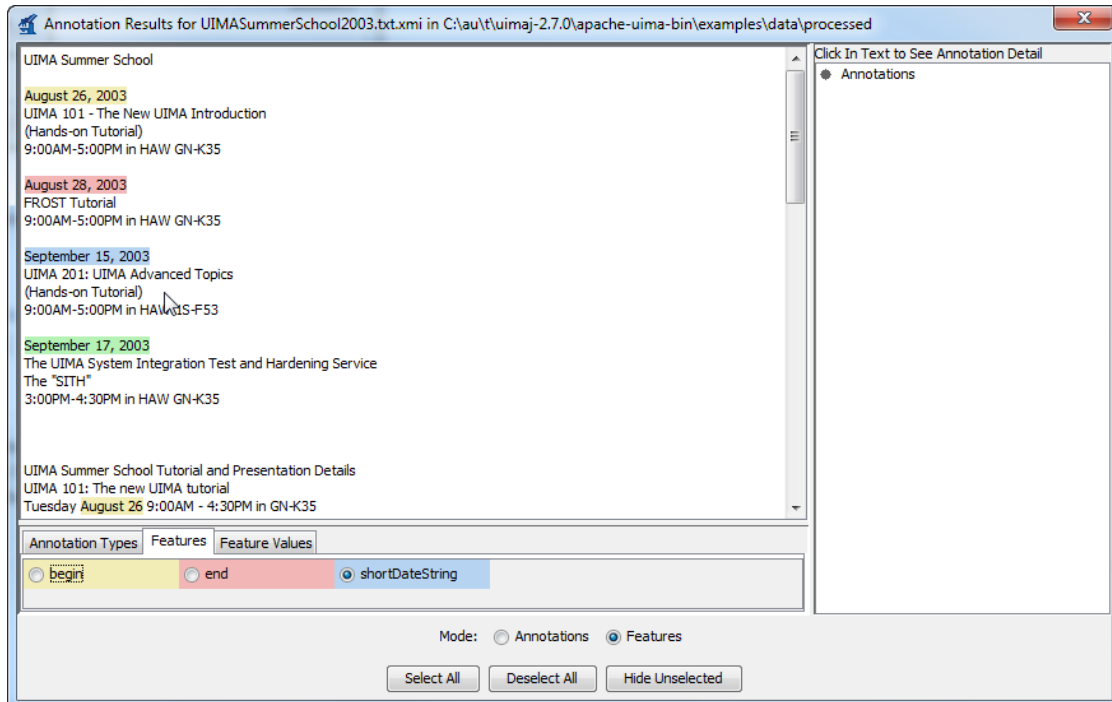 Annotation Results for UIMASummerSchool2003.txt.xmi in C:\au\t\uimaj-2.7.0\apache-uima-bin\examples\data\processed
UIMA Summer School
August 26, 2003
UIMA 101 - The New UIMA Introduction
(Hands-on Tutorial)
9:00AM-5:00PM in HAW GN-K35
August 28, 2003
FROST Tutorial
9:00AM-5:00PM in HAW GN-K35
September 15, 2003
UIMA 201: UIMA Advanced Topics
(Hands-on Tutorial)
9:00AM-5:00PM in HAW 1S-F53
September 17, 2003
The UIMA System Integration Test and Hardening Service
The "SITH"
3:00PM-4:30PM in HAW GN-K35
UIMA Summer School Tutorial and Presentation Details
UIMA 101: The new UIMA tutorial
Tuesday August 26 9:00AM - 4:30PM in GN-K35
Click In Text to See Annotation Detail
Annotations
Annotation Types Features Feature Values
begin end shortDateString
Mode: Annotations Features
Select All Deselect All Hide Unselected